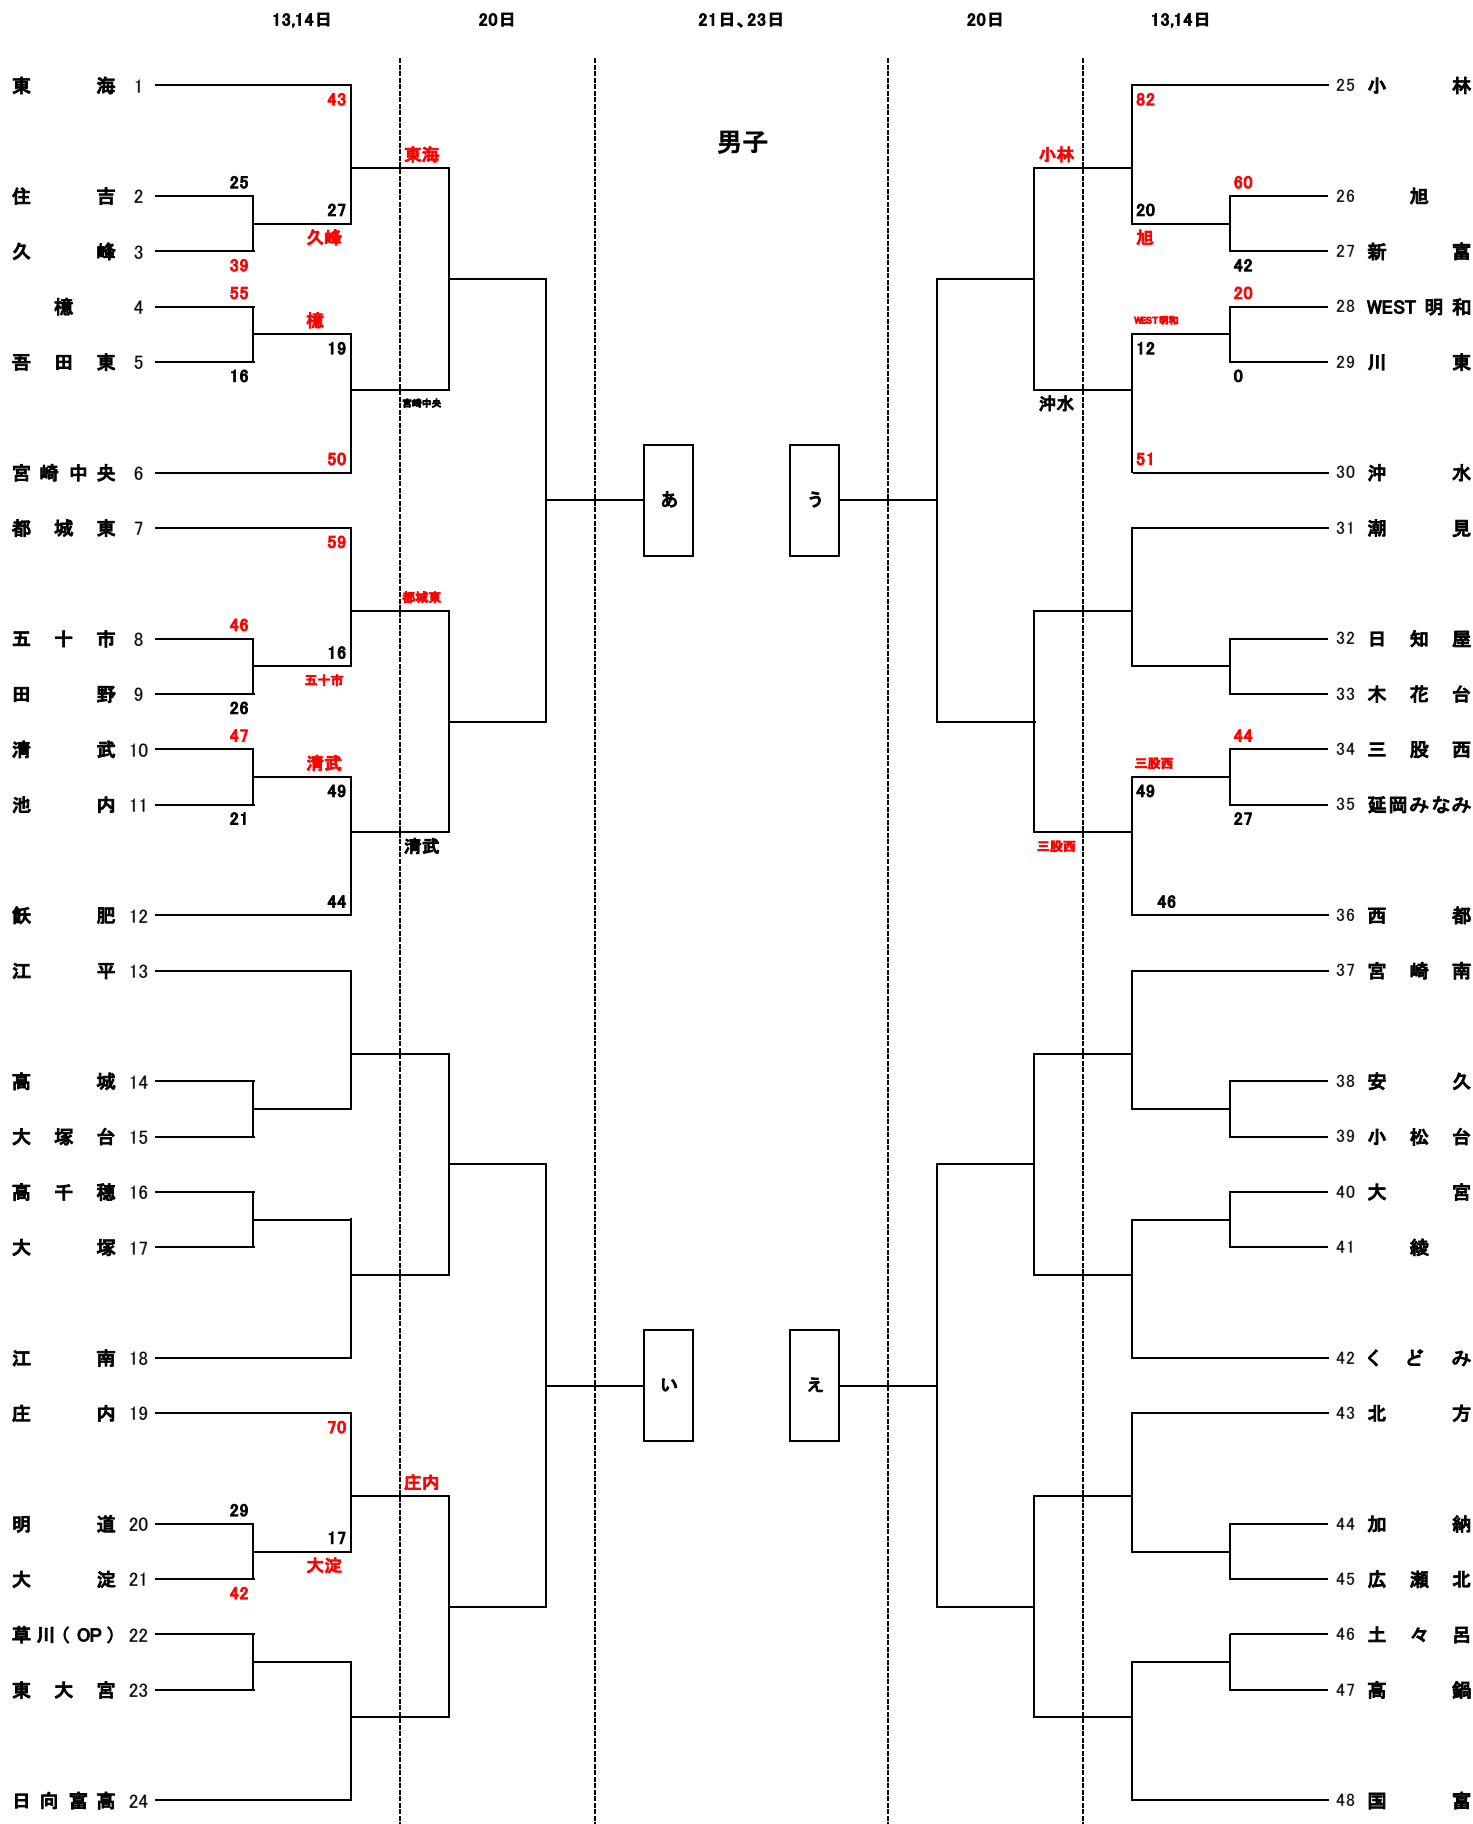 13,14日 20日 21日、23日 20日 13,14日
男子
東海 1
43
東海
25
住吉 2
27
久峰
久峰 3
39
55
檍 4
檍
19
吾田東 5
16
宮崎中央
50
宮崎中央 6
あ
都城東 7
59
都城東
46
五十市 8
16
五十市
田野 9
26
47
清武 10
清武
49
池内 11
21
清武
44
飫肥 12
江平 13
高城 14
大塚台 15
高千穂 16
大塚 17
江南 18
い
庄内 19
70
庄内
29
明道 20
17
大淀
大淀 21
42
草川(OP) 22
東大宮 23
日向富高 24
25 小林
82
小林
60
26 旭
20
旭
27 新富
42
20
28 WEST明和
WEST明和
12
29 川東
0
沖水
51
30 沖水
う
31 潮見
32 日知屋
33 木花台
44
34 三股西
三股西
49
35 延岡みなみ
27
三股西
46
36 西都
37 宮崎南
38 安久
39 小松台
40 大宮
41 綾
42 くどみ
え
43 北方
44 加納
45 広瀬北
46 土々呂
47 高鍋
48 国富